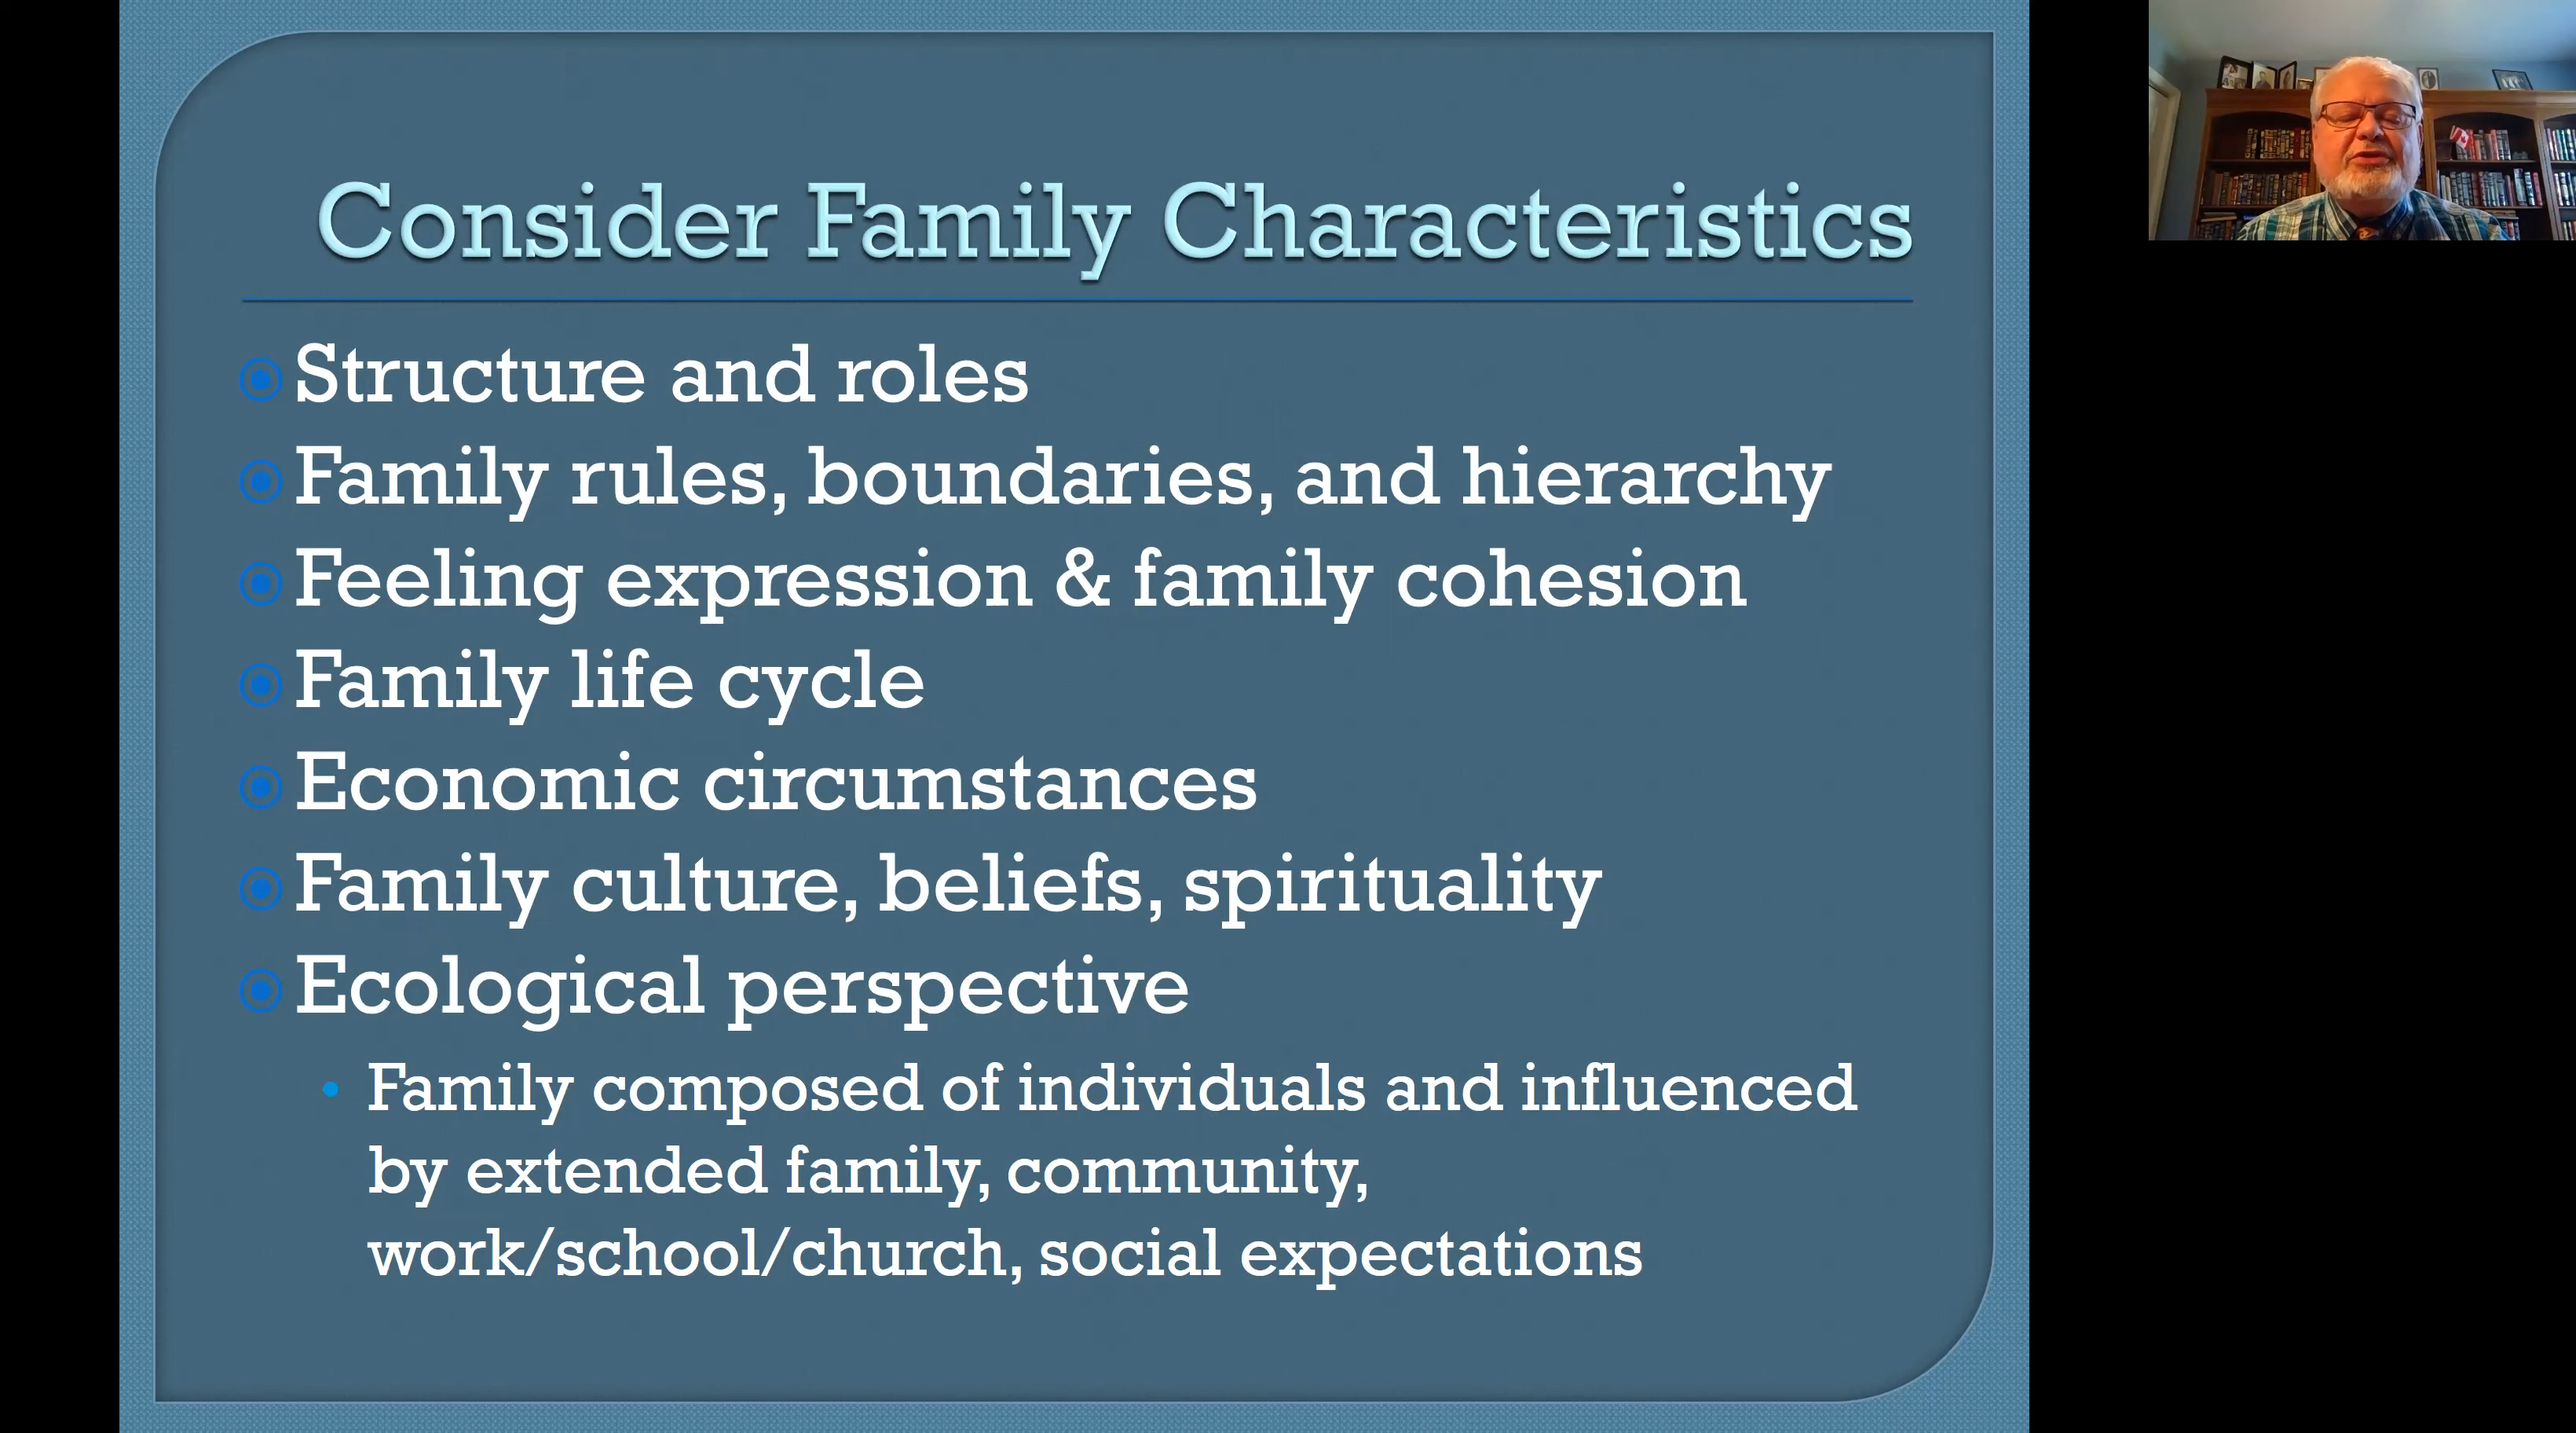 Consider Family Characteristics
Structure and roles
Family rules, boundaries, and hierarchy
Feeling expression & family cohesion
Family life cycle
Economic circumstances
Family culture, beliefs, spirituality
Ecological perspective
Family composed of individuals and influenced
by extended family, community,
work/school/church, social expectations